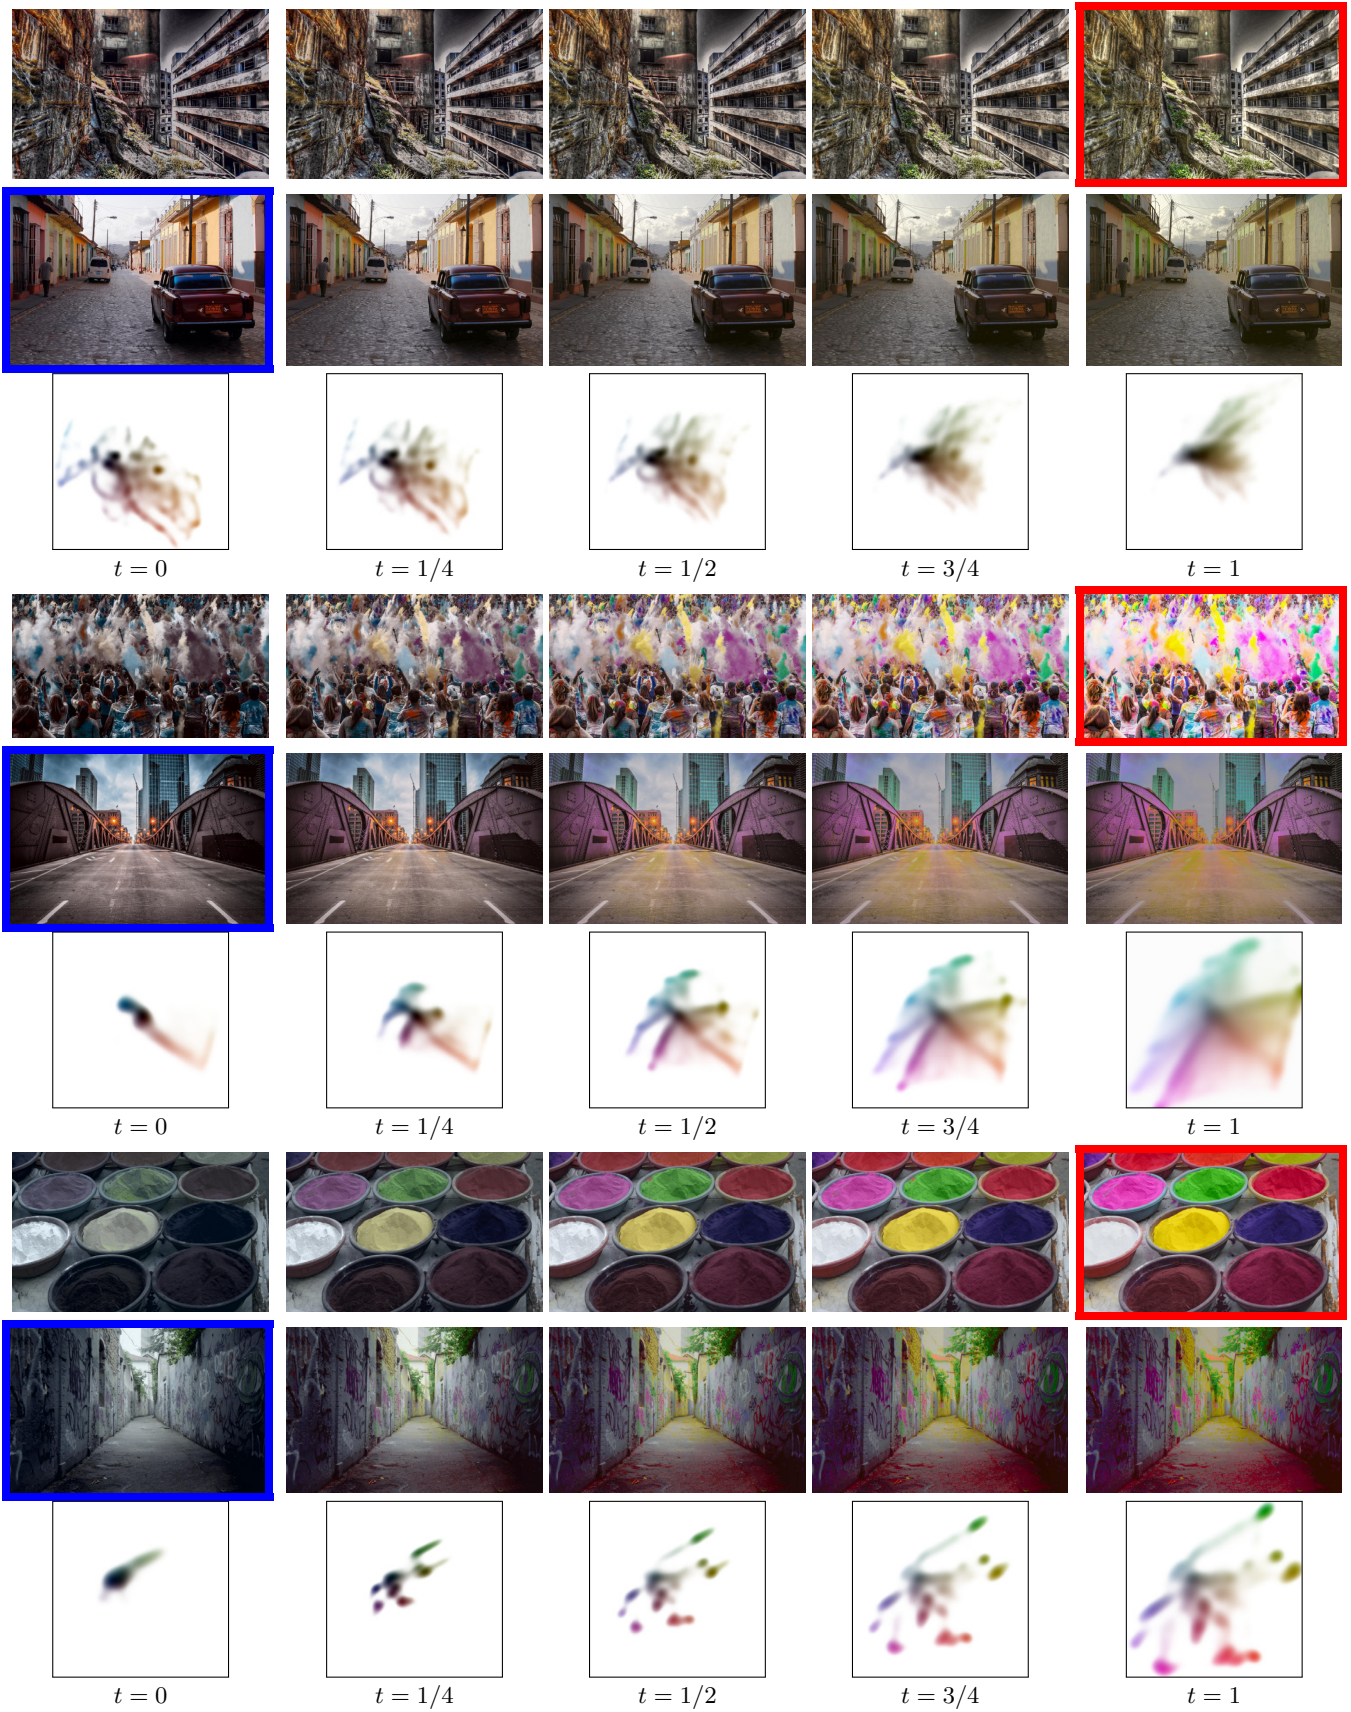 t = 0 t = 1/4 t = 1/2 t = 3/4 t = 1
t = 0 t = 1/4 t = 1/2 t = 3/4 t = 1
t = 0 t = 1/4 t = 1/2 t = 3/4 t = 1